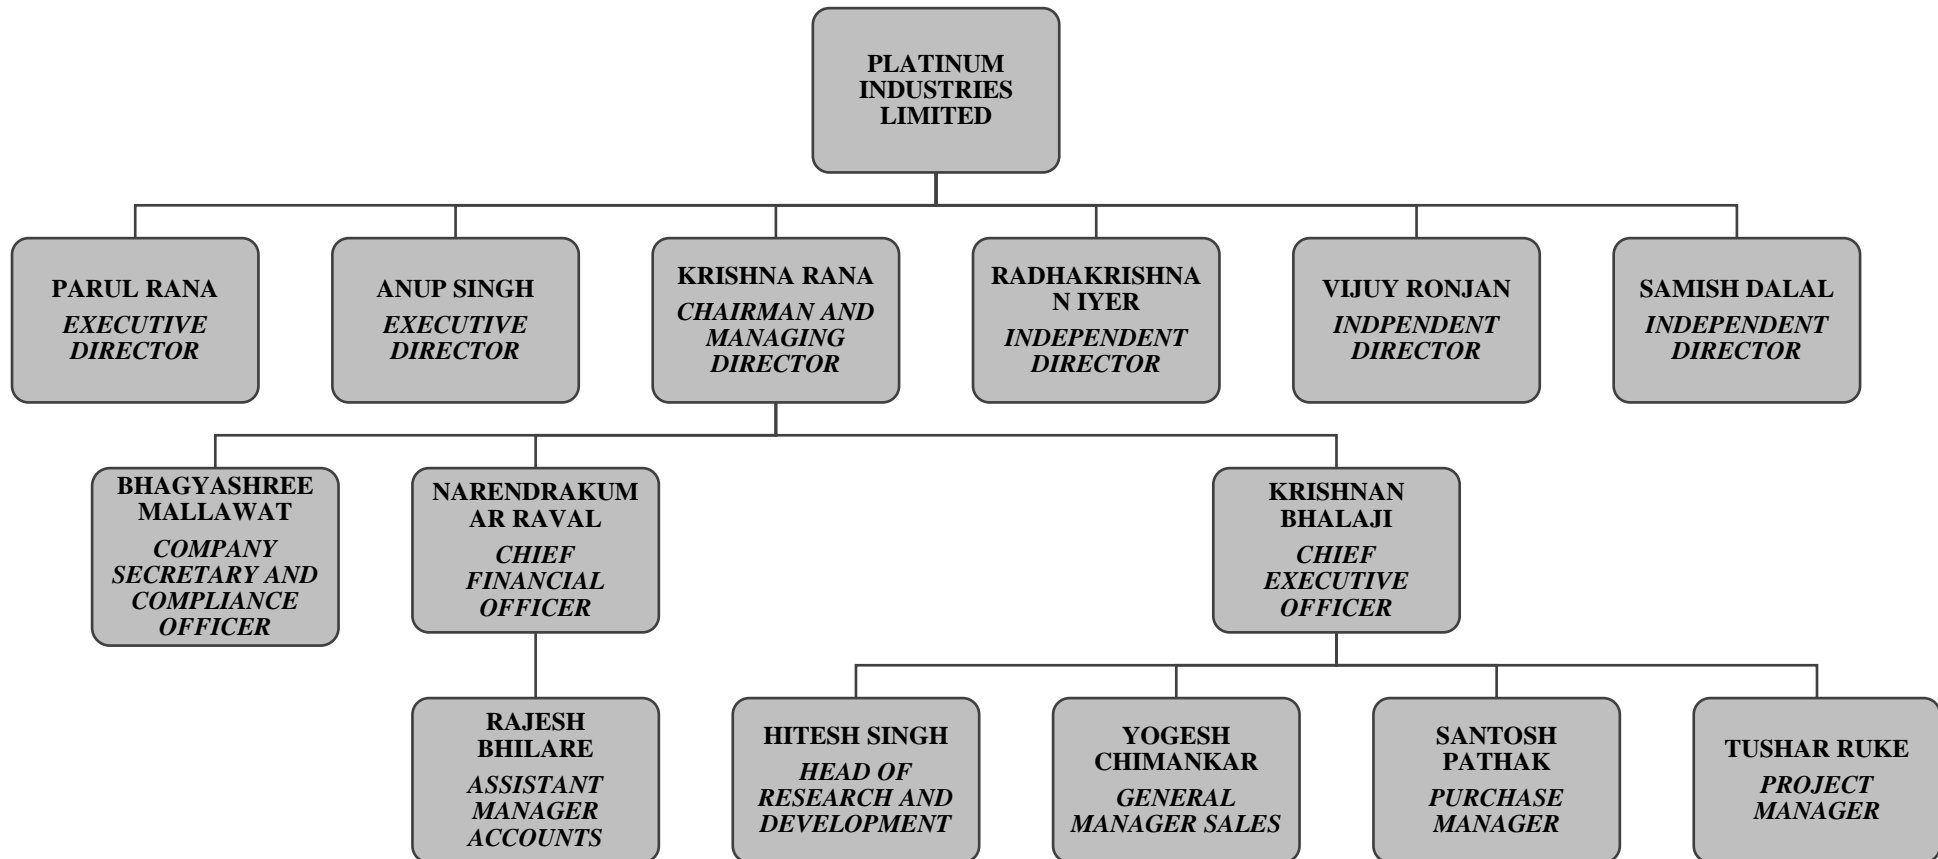 PLATINUM
INDUSTRIES
LIMITED
PARUL RANA
EXECUTIVE
DIRECTOR
ANUP SINGH
EXECUTIVE
DIRECTOR
KRISHNA RANA
CHAIRMAN AND
MANAGING
DIRECTOR
RADHAKRISHNA
N IYER
INDEPENDENT
DIRECTOR
VIJUY RONJAN
INDPENDENT
DIRECTOR
SAMISH DALAL
INDEPENDENT
DIRECTOR
BHAGYASHREE
MALLAWAT
COMPANY
SECRETARY AND
COMPLIANCE
OFFICER
NARENDRAKUM
AR RAVAL
CHIEF
FINANCIAL
OFFICER
KRISHNAN
BHALAJI
CHIEF
EXECUTIVE
OFFICER
RAJESH
BHILARE
ASSISTANT
MANAGER
ACCOUNTS
HITESH SINGH
HEAD OF
RESEARCH AND
DEVELOPMENT
YOGESH
CHIMANKAR
GENERAL
MANAGER SALES
SANTOSH
PATHAK
PURCHASE
MANAGER
TUSHAR RUKE
PROJECT
MANAGER